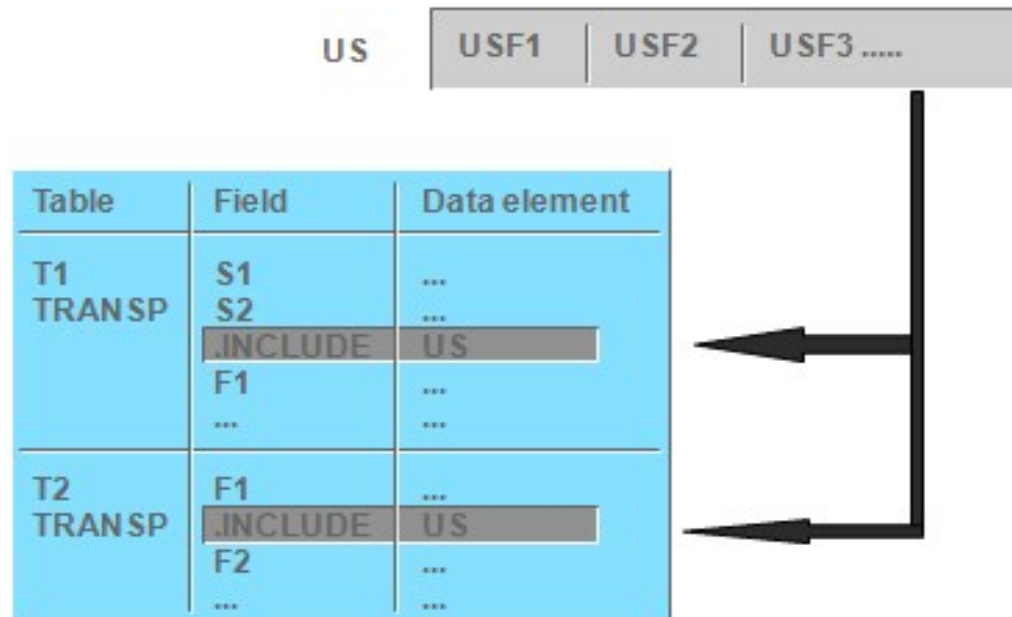 US USF1 USF2 USF3 .....
Table Field Data element
T1 S1 ...
TRANSP S2 ...
.INCLUDE US
F1 ...
... ...
T2 F1 ...
TRANSP .INCLUDE US
F2 ...
... ...